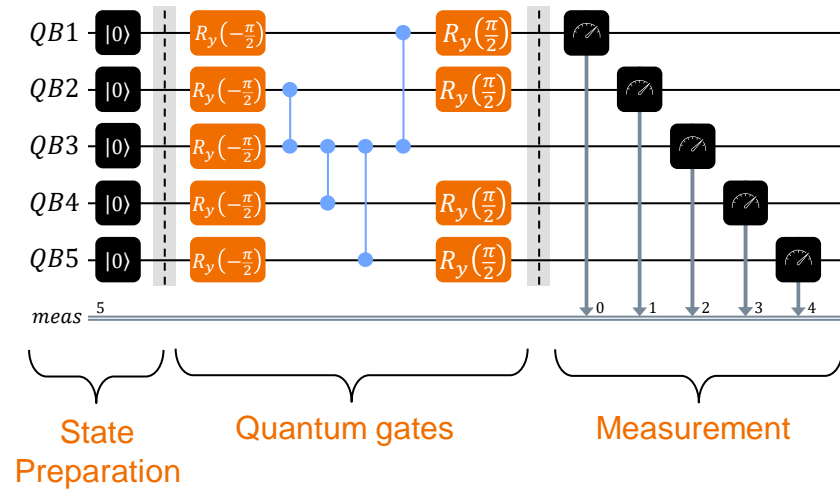 QB1 |0⟩ R_y(−π/2) R_y(π/2)
QB2 |0⟩ R_y(−π/2) R_y(π/2)
QB3 |0⟩ R_y(−π/2)
QB4 |0⟩ R_y(−π/2) R_y(π/2)
QB5 |0⟩ R_y(−π/2) R_y(π/2)
meas 5 0 1 2 3 4
State
Preparation
Quantum gates
Measurement